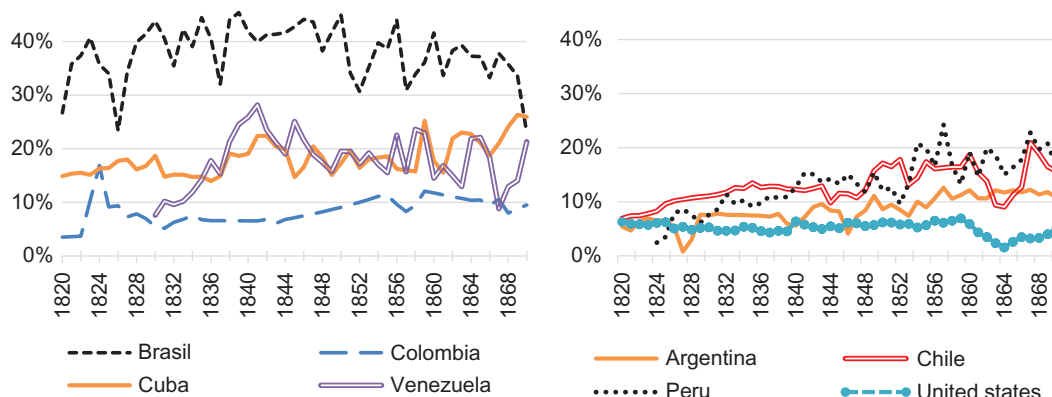 40%
30%
20%
10%
0%
1820 1824 1828 1832 1836 1840 1844 1848 1852 1856 1860 1864 1868
Brasil Colombia
Cuba Venezuela
40%
30%
20%
10%
0%
1820 1824 1828 1832 1836 1840 1844 1848 1852 1856 1860 1864 1868
Argentina Chile
Peru United states